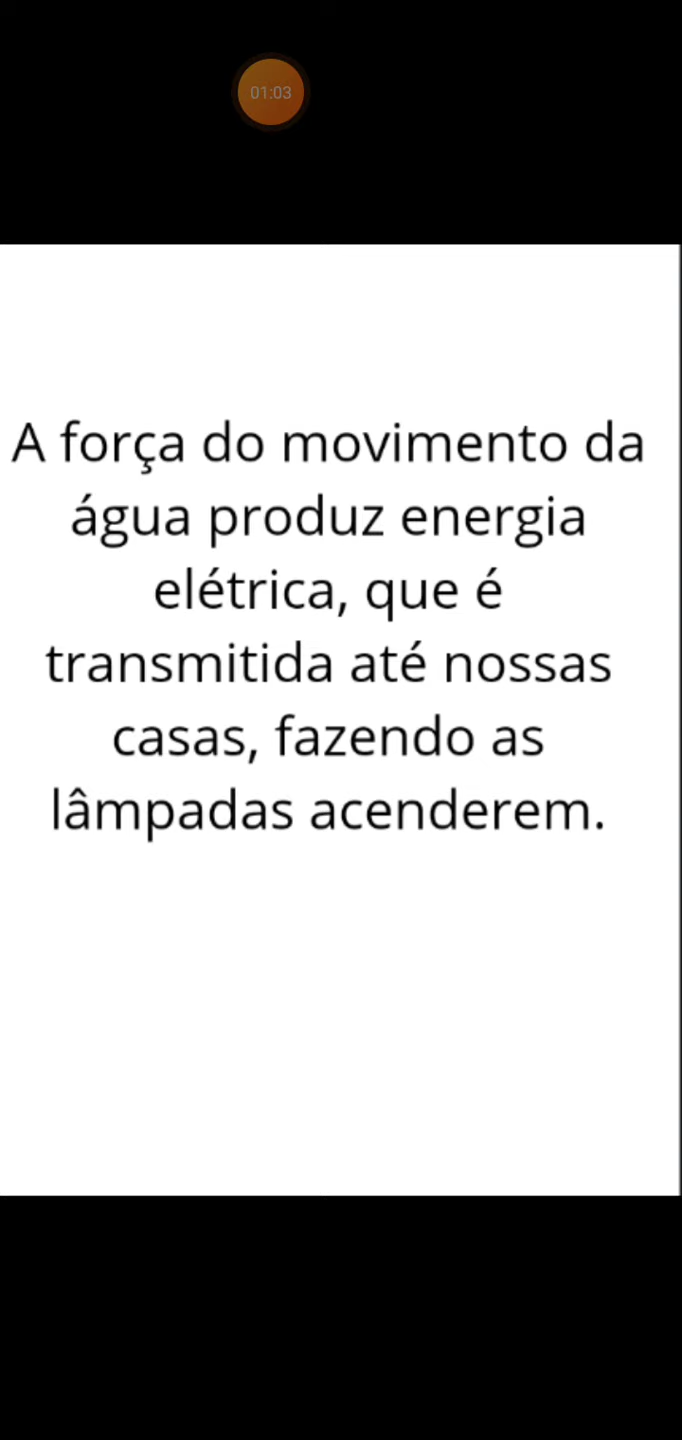 01:03
A força do movimento da
água produz energia
elétrica, que é
transmitida até nossas
casas, fazendo as
lâmpadas acenderem.